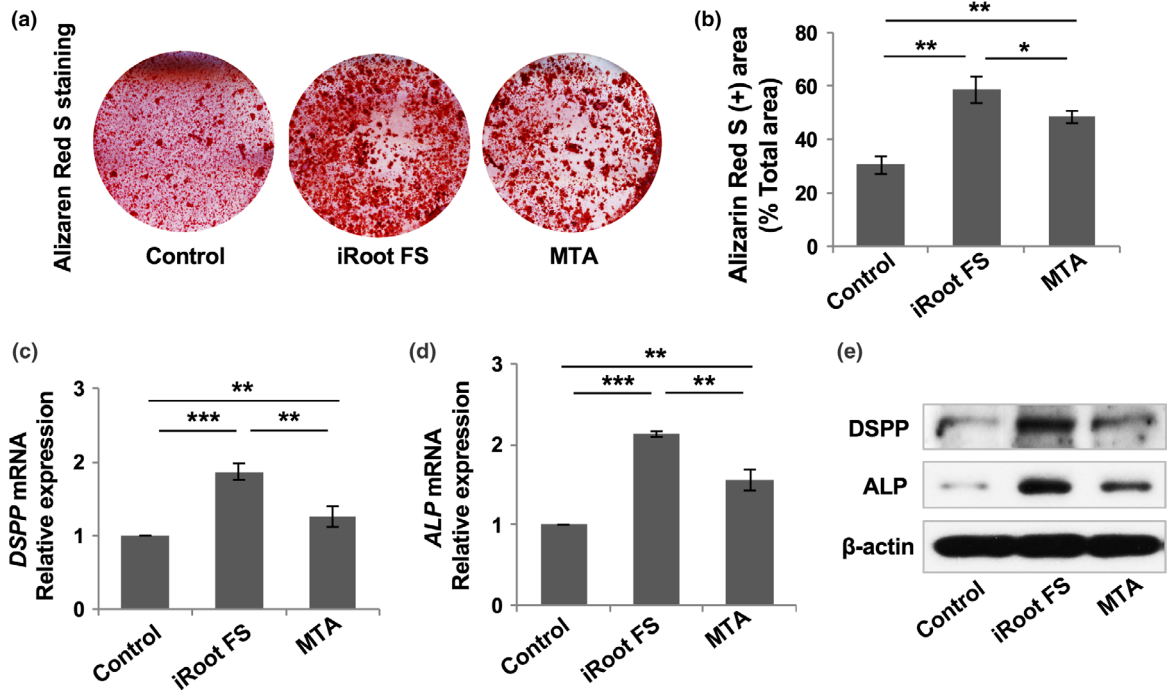 (a)
Alizaren Red S staining
Control
iRoot FS
MTA
(b)
Alizarin Red S (+) area
(% Total area)
80
60
40
20
0
**
**
*
Control
iRoot FS
MTA
(c)
DSPP mRNA
Relative expression
3
2
1
0
**
***
**
Control
iRoot FS
MTA
(d)
ALP mRNA
Relative expression
3
2
1
0
**
***
**
Control
iRoot FS
MTA
(e)
DSPP
ALP
β-actin
Control
iRoot FS
MTA